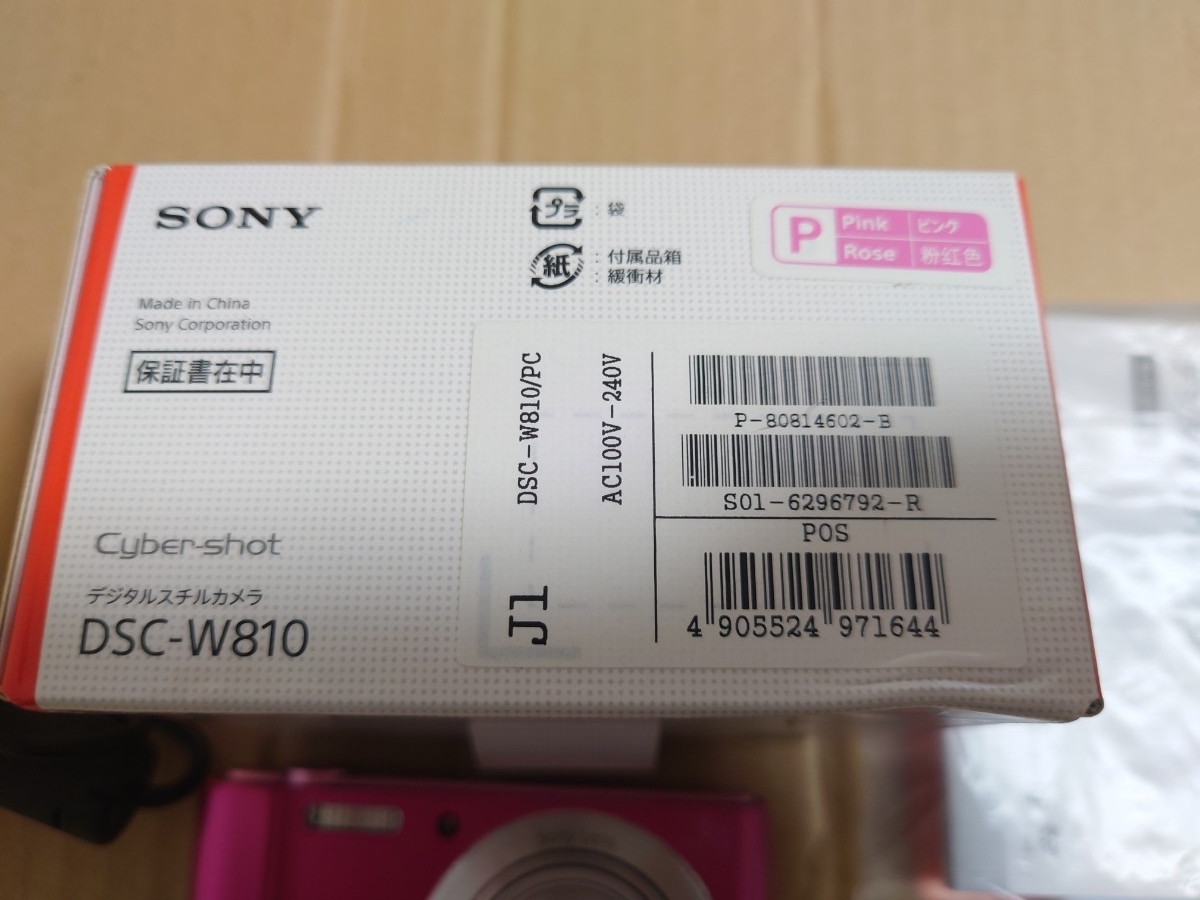 SONY
プラ : 袋
紙 : 付属品箱
: 緩衝材
P Pink ピンク
Rose 粉红色
Made in China
Sony Corporation
保証書在中
Cyber-shot
デジタルスチルカメラ
DSC-W810
DSC-W810/PC
AC100V-240V
J1
P-80814602-B
S01-6296792-R
POS
4 905524 971644